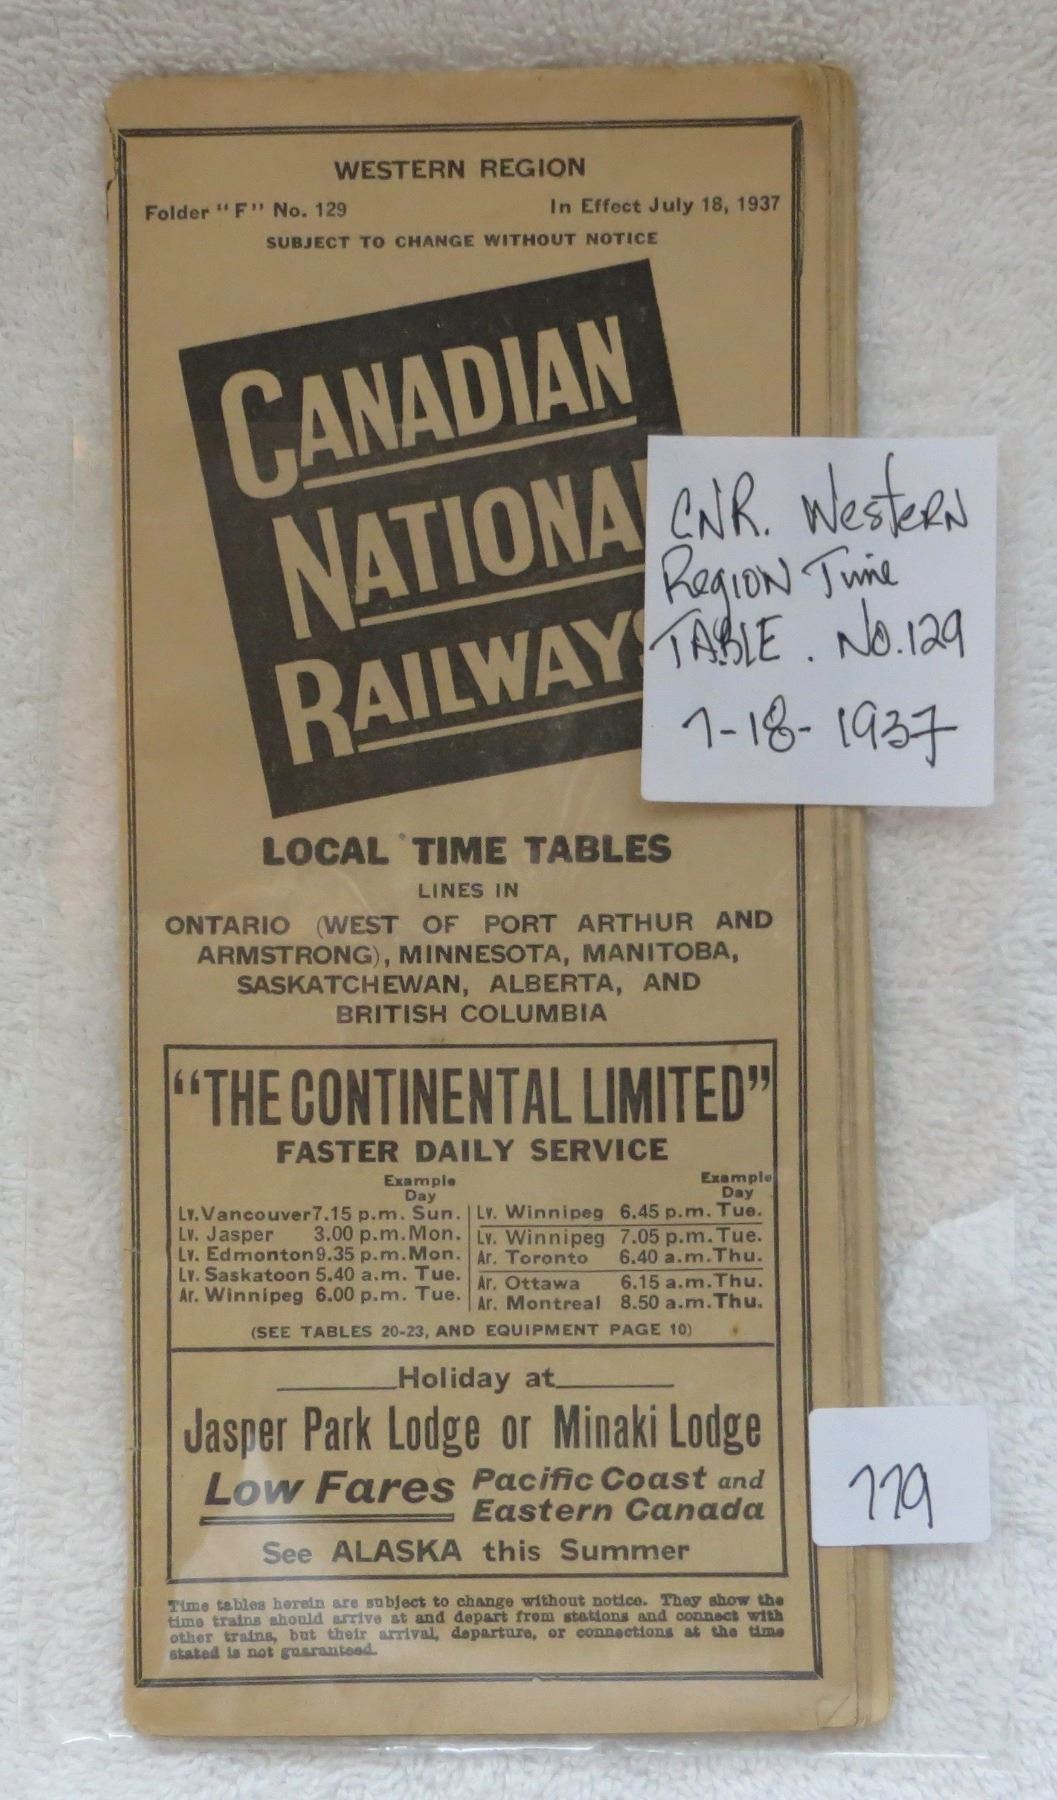 WESTERN REGION
Folder "F" No. 129 In Effect July 18, 1937
SUBJECT TO CHANGE WITHOUT NOTICE
CANADIAN
NATIONAL
RAILWAYS
CNR. Western
Region Time
TABLE. No.129
7-18-1937
LOCAL TIME TABLES
LINES IN
ONTARIO (WEST OF PORT ARTHUR AND
ARMSTRONG), MINNESOTA, MANITOBA,
SASKATCHEWAN, ALBERTA, AND
BRITISH COLUMBIA
"THE CONTINENTAL LIMITED"
FASTER DAILY SERVICE
Example Day Example Day
Lv. Vancouver 7.15 p.m. Sun. Lv. Winnipeg 6.45 p.m. Tue.
Lv. Jasper 3.00 p.m. Mon. Lv. Winnipeg 7.05 p.m. Tue.
Lv. Edmonton 9.35 p.m. Mon. Ar. Toronto 6.40 a.m. Thu.
Lv. Saskatoon 5.40 a.m. Tue. Ar. Ottawa 6.15 a.m. Thu.
Ar. Winnipeg 6.00 p.m. Tue. Ar. Montreal 8.50 a.m. Thu.
(SEE TABLES 20-23, AND EQUIPMENT PAGE 10)
Holiday at
Jasper Park Lodge or Minaki Lodge
Low Fares Pacific Coast and
Eastern Canada
See ALASKA this Summer
779
Time tables herein are subject to change without notice. They show the
time trains should arrive at and depart from stations and connect with
other trains, but their arrival, departure, or connections at the time
stated is not guaranteed.